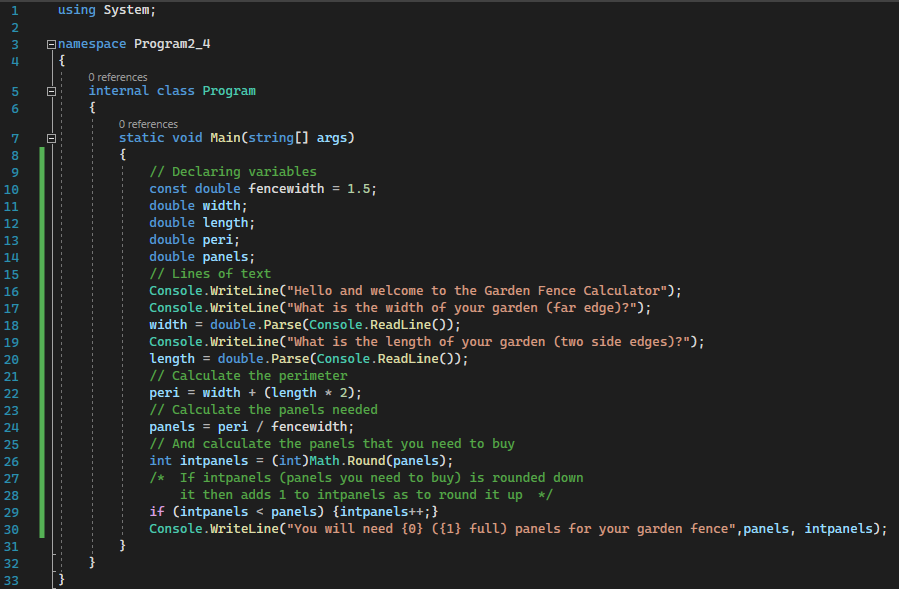 1 using System;
2
3 namespace Program2_4
4 {
0 references
5 internal class Program
6 {
0 references
7 static void Main(string[] args)
8 {
9 // Declaring variables
10 const double fencewidth = 1.5;
11 double width;
12 double length;
13 double peri;
14 double panels;
15 // Lines of text
16 Console.WriteLine("Hello and welcome to the Garden Fence Calculator");
17 Console.WriteLine("What is the width of your garden (far edge)?");
18 width = double.Parse(Console.ReadLine());
19 Console.WriteLine("What is the length of your garden (two side edges)?");
20 length = double.Parse(Console.ReadLine());
21 // Calculate the perimeter
22 peri = width + (length * 2);
23 // Calculate the panels needed
24 panels = peri / fencewidth;
25 // And calculate the panels that you need to buy
26 int intpanels = (int)Math.Round(panels);
27 /* If intpanels (panels you need to buy) is rounded down
28 it then adds 1 to intpanels as to round it up */
29 if (intpanels < panels) {intpanels++;}
30 Console.WriteLine("You will need {0} ({1} full) panels for your garden fence",panels, intpanels);
31 }
32 }
33 }